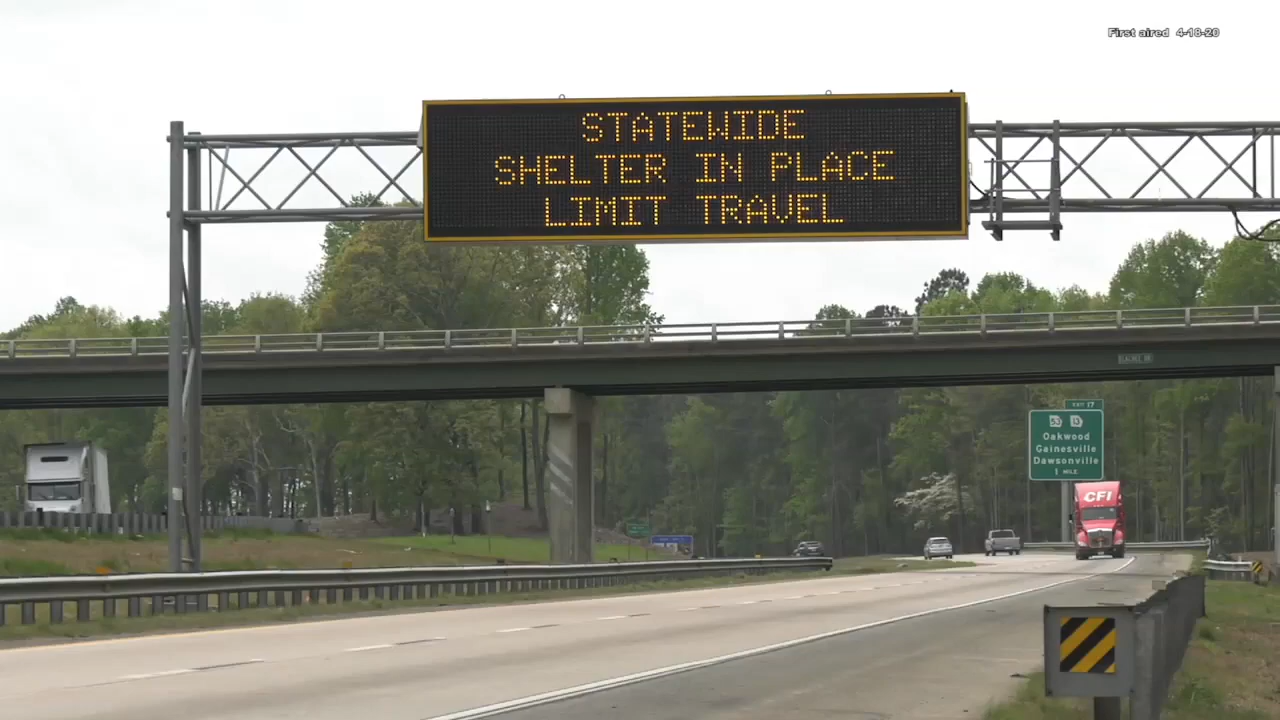 First aired 4-18-20
STATEWIDE
SHELTER IN PLACE
LIMIT TRAVEL
EXIT 17
53 13
Oakwood
Gainesville
Dawsonville
1 MILE
CFI